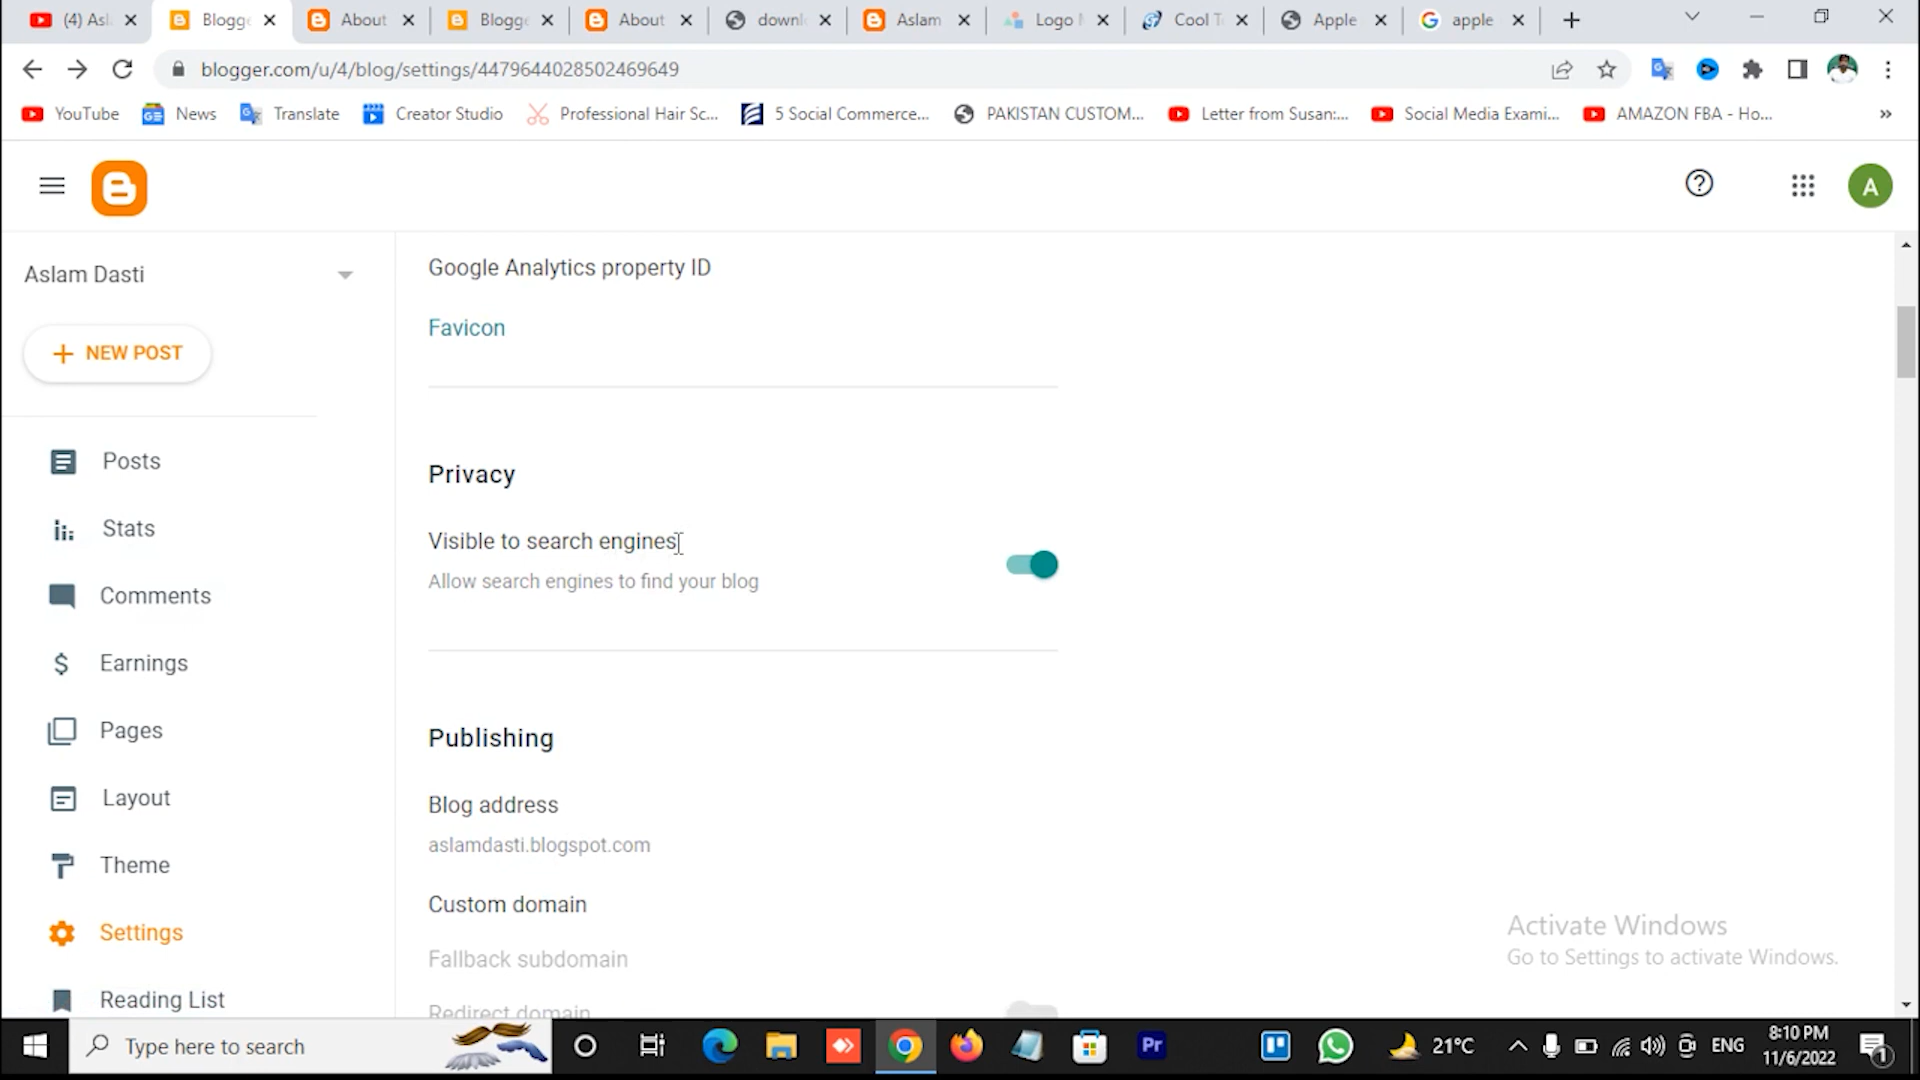 (4) Asl
Blogge
About
Blogge
About
downl
Aslam
Logo M
Cool T
Apple
apple
blogger.com/u/4/blog/settings/4479644028502469649
YouTube
News
Translate
Creator Studio
Professional Hair Sc...
5 Social Commerce...
PAKISTAN CUSTOM...
Letter from Susan:...
Social Media Exami...
AMAZON FBA - Ho...
»
A
Aslam Dasti
+ NEW POST
Posts
Stats
Comments
Earnings
Pages
Layout
Theme
Settings
Reading List
Google Analytics property ID
Favicon
Privacy
Visible to search engines
Allow search engines to find your blog
Publishing
Blog address
aslamdasti.blogspot.com
Custom domain
Fallback subdomain
Redirect domain
Activate Windows
Go to Settings to activate Windows.
Type here to search
Pr
21°C
ENG
8:10 PM
11/6/2022
1